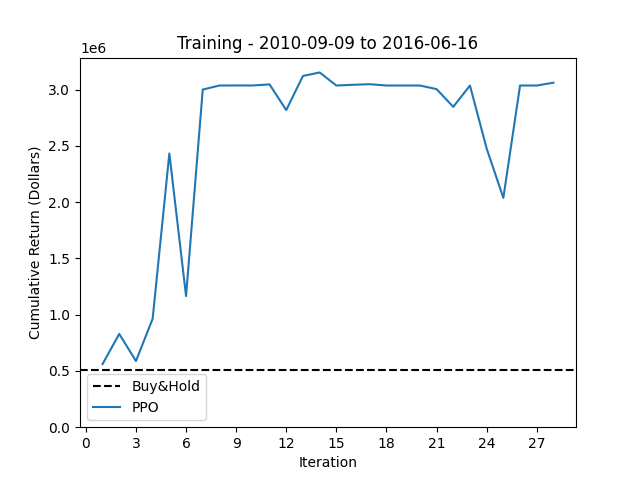 Training - 2010-09-09 to 2016-06-16
1e6
3.0
2.5
2.0
1.5
1.0
0.5
0.0
Cumulative Return (Dollars)
Buy&Hold
PPO
0 3 6 9 12 15 18 21 24 27
Iteration